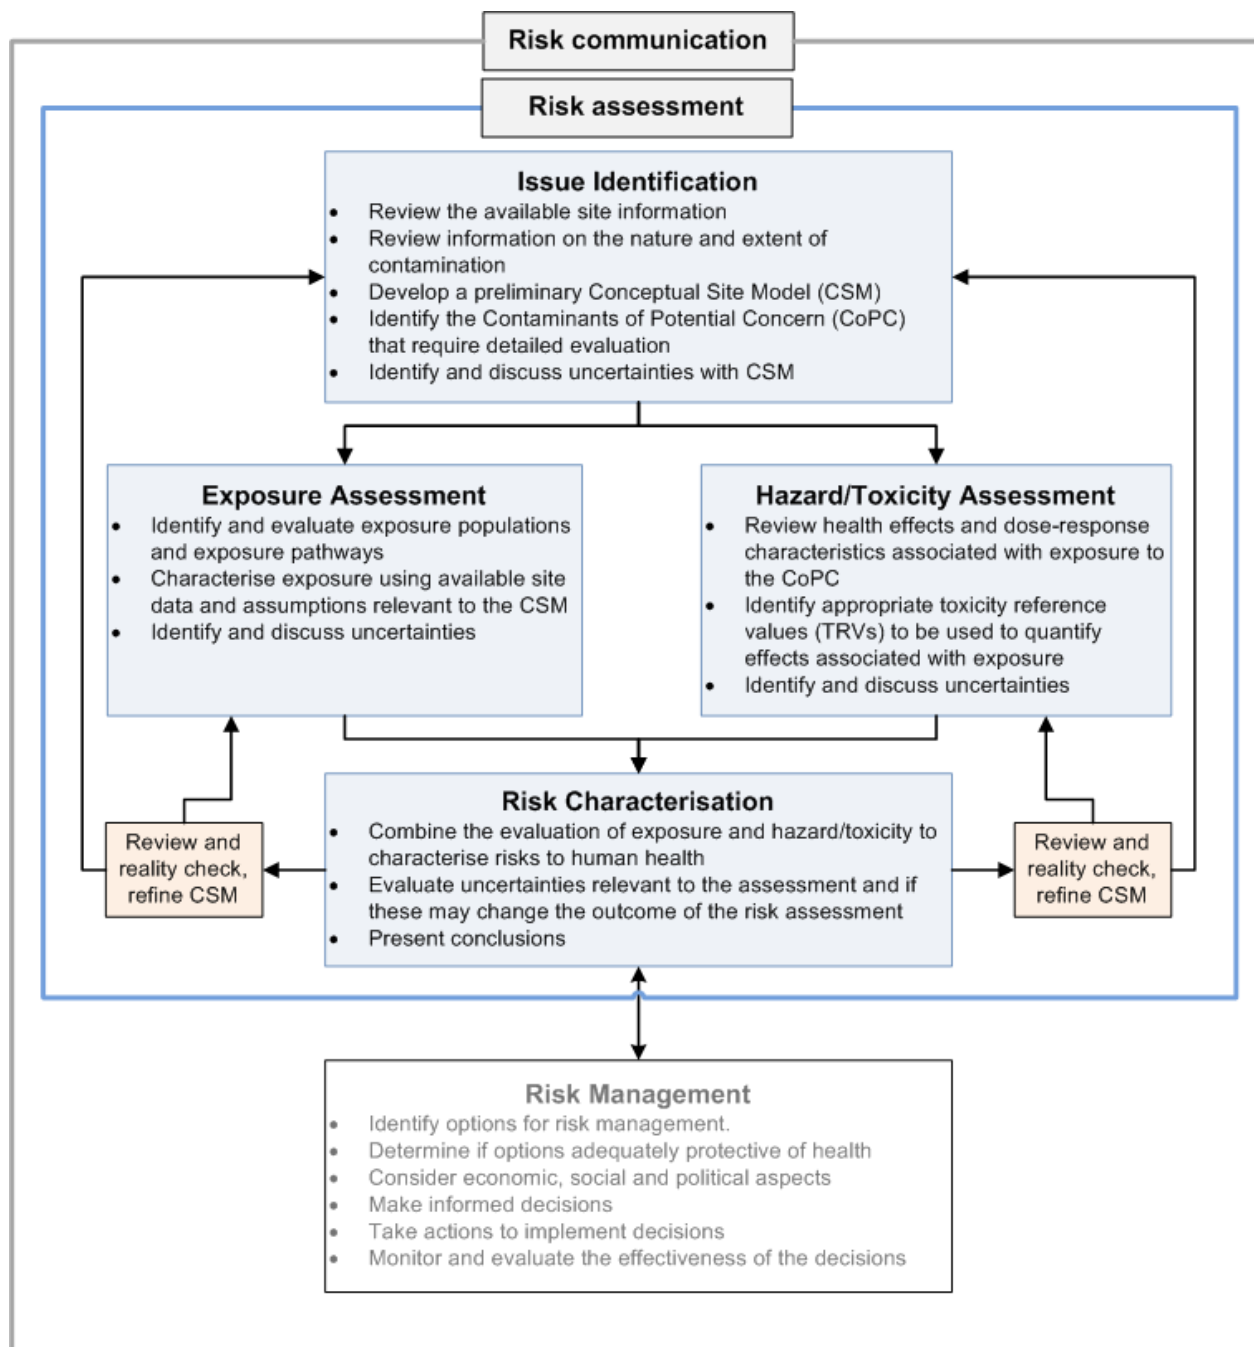 Risk communication
Risk assessment
Issue Identification
• Review the available site information
• Review information on the nature and extent of
contamination
• Develop a preliminary Conceptual Site Model (CSM)
• Identify the Contaminants of Potential Concern (CoPC)
that require detailed evaluation
• Identify and discuss uncertainties with CSM
Exposure Assessment
• Identify and evaluate exposure populations
and exposure pathways
• Characterise exposure using available site
data and assumptions relevant to the CSM
• Identify and discuss uncertainties
Hazard/Toxicity Assessment
• Review health effects and dose-response
characteristics associated with exposure to
the CoPC
• Identify appropriate toxicity reference
values (TRVs) to be used to quantify
effects associated with exposure
• Identify and discuss uncertainties
Review and
reality check,
refine CSM
Risk Characterisation
• Combine the evaluation of exposure and hazard/toxicity to
characterise risks to human health
• Evaluate uncertainties relevant to the assessment and if
these may change the outcome of the risk assessment
• Present conclusions
Review and
reality check,
refine CSM
Risk Management
• Identify options for risk management.
• Determine if options adequately protective of health
• Consider economic, social and political aspects
• Make informed decisions
• Take actions to implement decisions
• Monitor and evaluate the effectiveness of the decisions